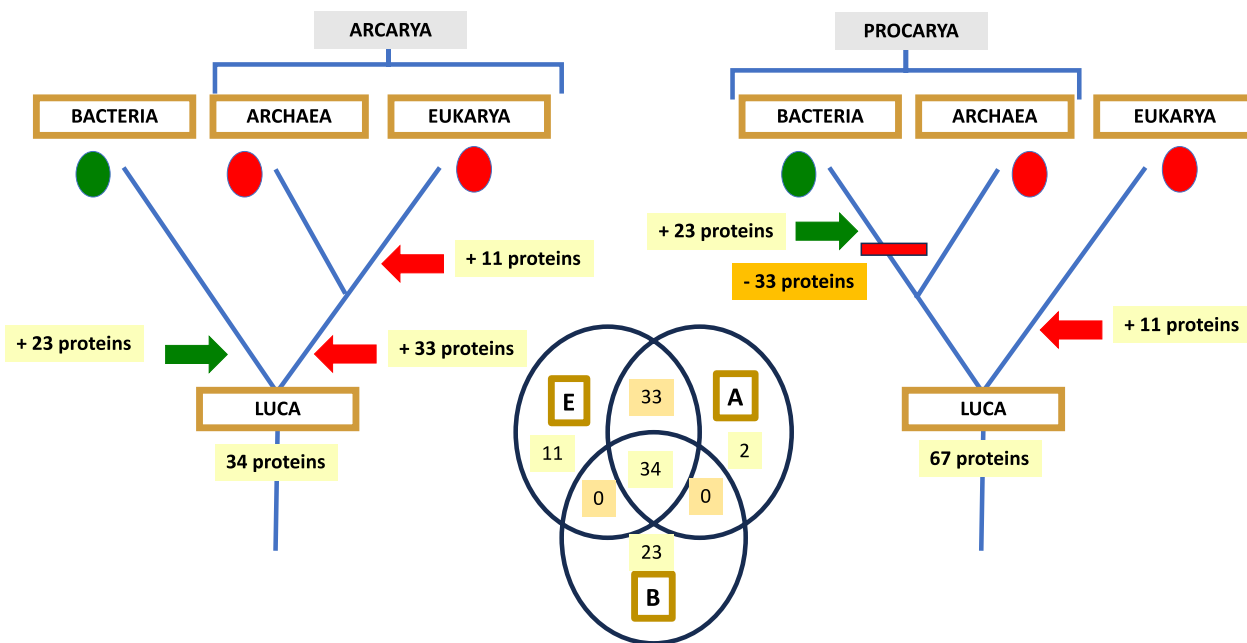 ARCARYA
BACTERIA
ARCHAEA
EUKARYA
+ 11 proteins
+ 23 proteins
+ 33 proteins
LUCA
34 proteins
E
33
A
11
34
2
0
0
23
B
PROCARYA
BACTERIA
ARCHAEA
EUKARYA
+ 23 proteins
- 33 proteins
+ 11 proteins
LUCA
67 proteins